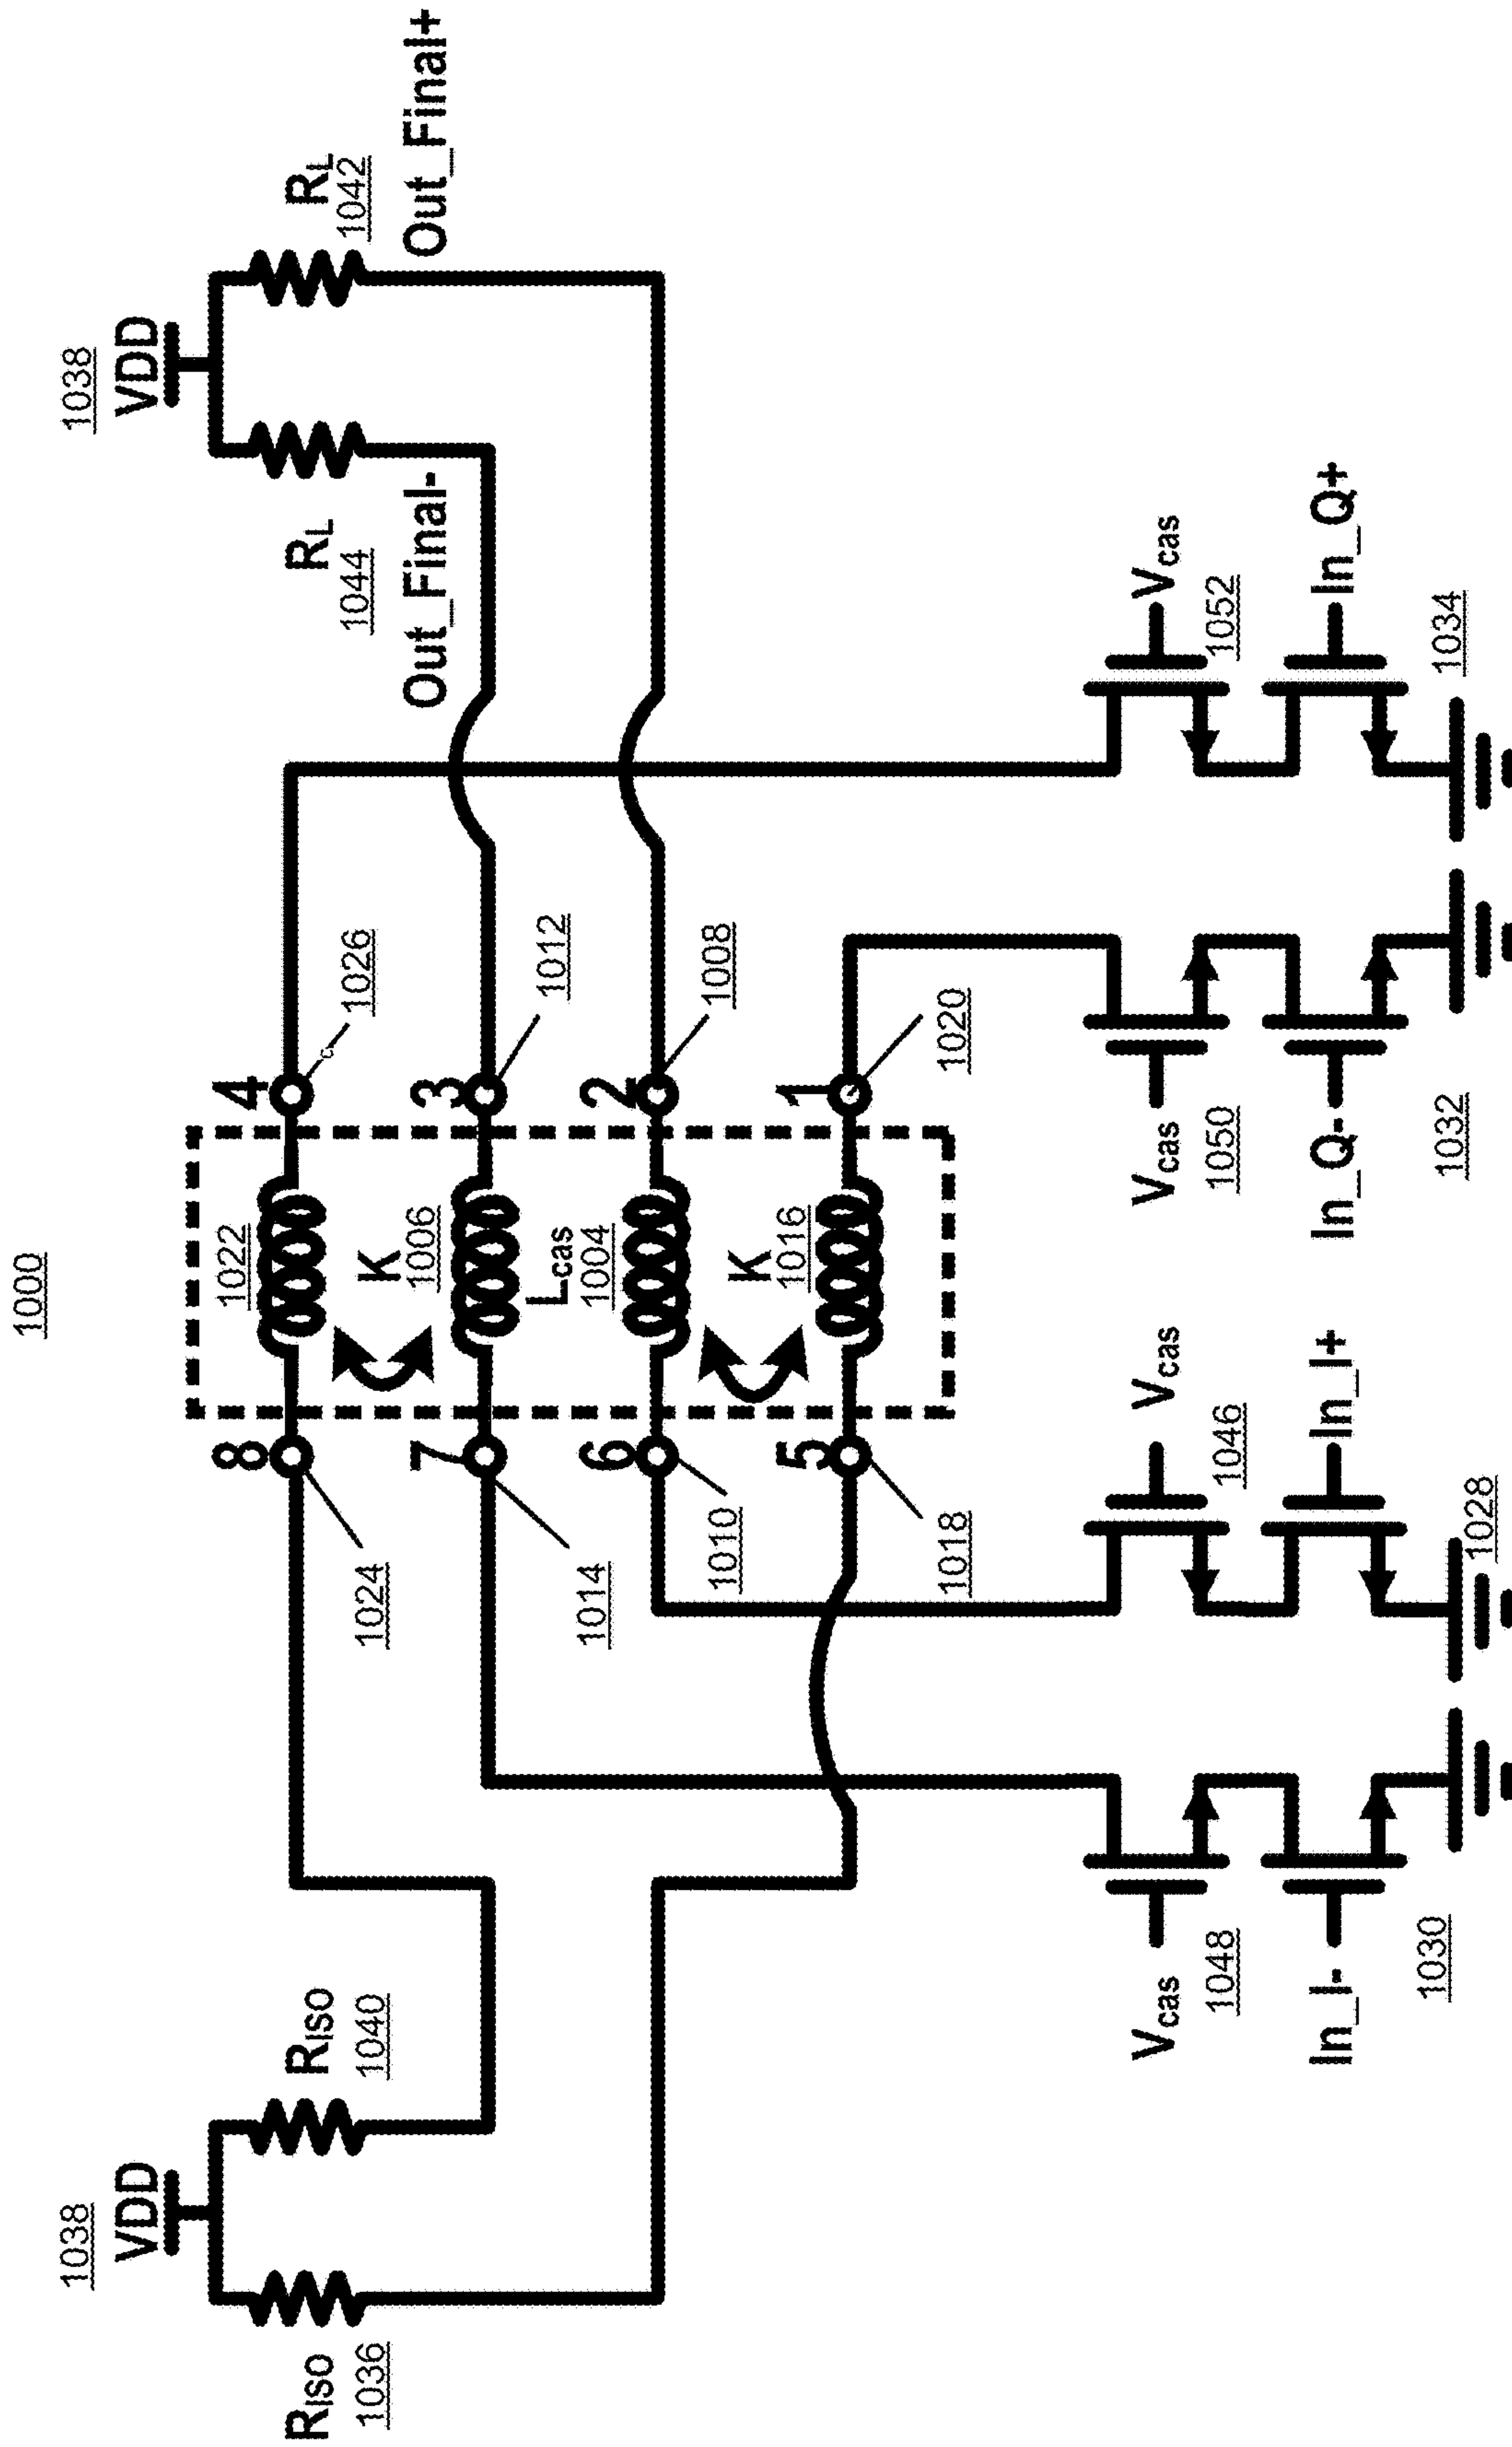 1000
1038
VDD
1038
VDD
RISO
1036
RISO
1040
RL
1044
RL
1042
Out_Final-
Out_Final+
8
1022
4
1024
1026
K
7
1006
3
1014
1012
Lcas
6
1004
2
1010
1008
K
5
1016
1
1018
1020
Vcas
1048
Vcas
1046
Vcas
1050
Vcas
1052
In_I-
1030
In_I+
1028
In_Q-
1032
In_Q+
1034